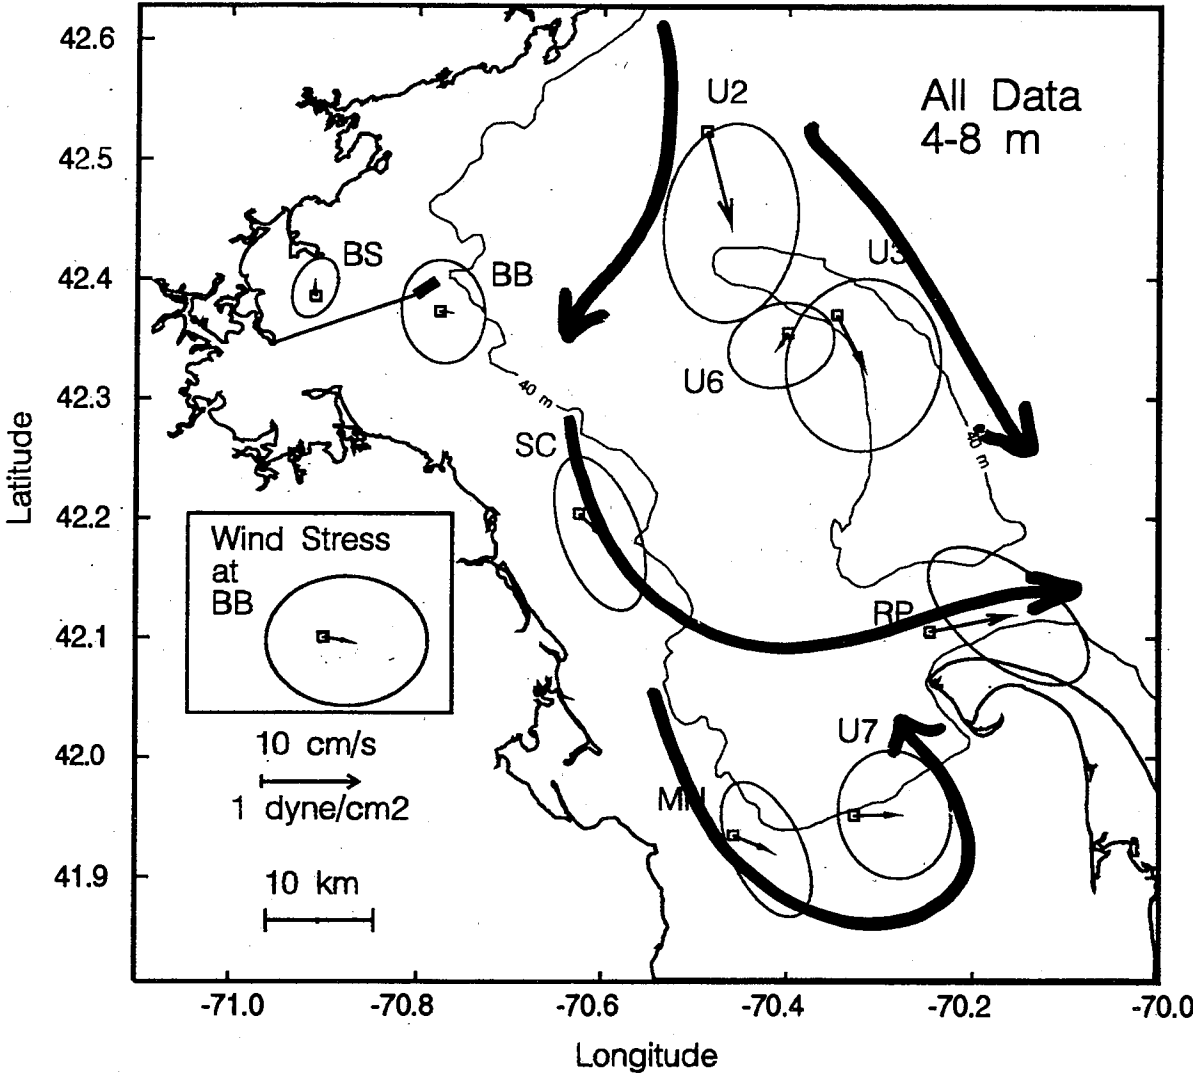 All Data
4-8 m
U2
U3
BS
BB
U6
40 m
40 m
SC
Wind Stress
at
BB
RP
10 cm/s
1 dyne/cm2
U7
MN
10 km
42.6
42.5
42.4
42.3
42.2
42.1
42.0
41.9
Latitude
-71.0
-70.8
-70.6
-70.4
-70.2
-70.0
Longitude